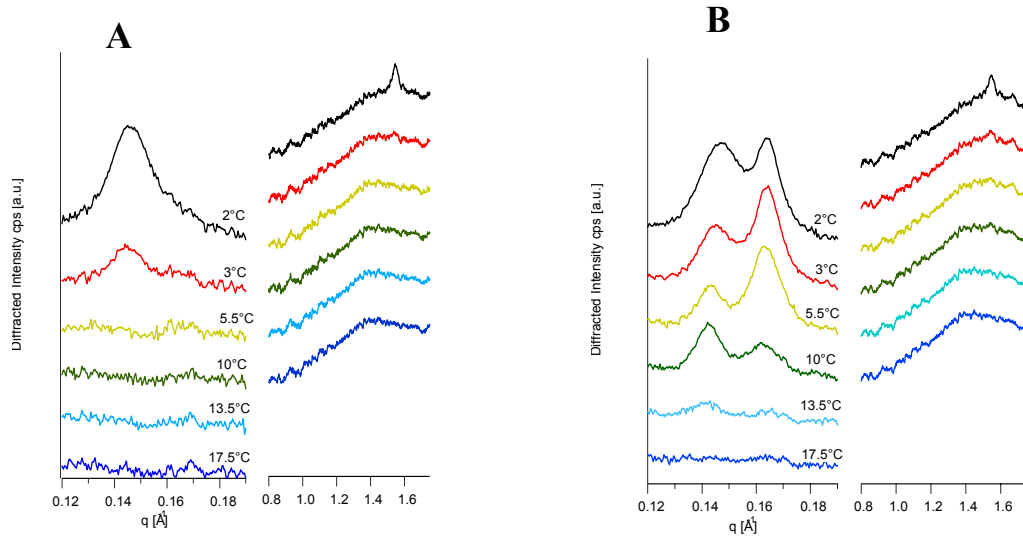 A
Diffracted Intensity cps [a.u.]
2°C
3°C
5.5°C
10°C
13.5°C
17.5°C
0.12 0.14 0.16 0.18
0.8 1.0 1.2 1.4 1.6
q [Å-1]
B
Diffracted Intensity cps [a.u.]
2°C
3°C
5.5°C
10°C
13.5°C
17.5°C
0.12 0.14 0.16 0.18
0.8 1.0 1.2 1.4 1.6
q [Å-1]